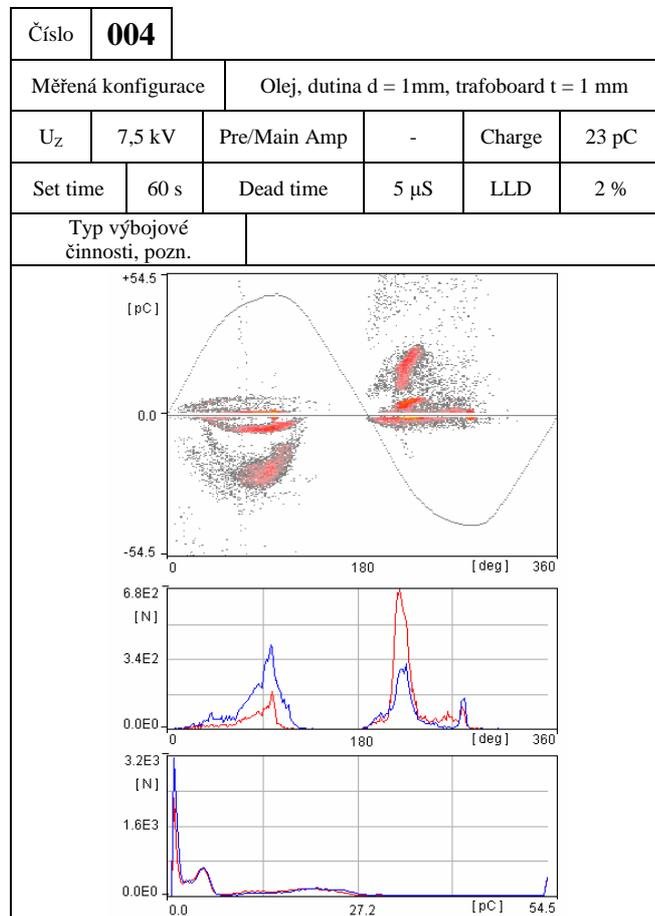 Číslo 004
Měřená konfigurace Olej, dutina d = 1mm, trafoboard t = 1 mm
UZ 7,5 kV Pre/Main Amp - Charge 23 pC
Set time 60 s Dead time 5 µS LLD 2 %
Typ výbojové
činnosti, pozn.
+54.5
[pC]
0.0
-54.5
0 180 [deg] 360
6.8E2
[N]
3.4E2
0.0E0
0 180 [deg] 360
3.2E3
[N]
1.6E3
0.0E0
0.0 27.2 [pC] 54.5